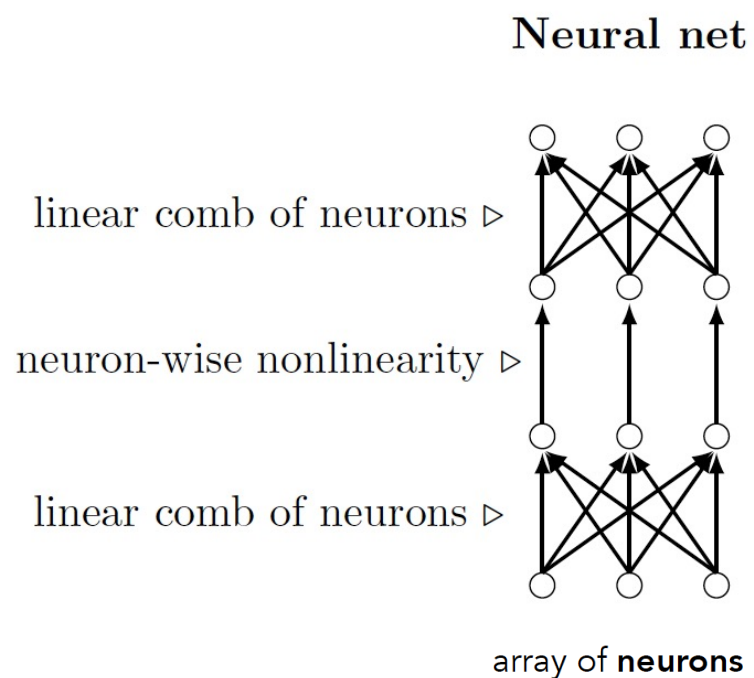 Neural net
linear comb of neurons ▷
neuron-wise nonlinearity ▷
linear comb of neurons ▷
array of neurons